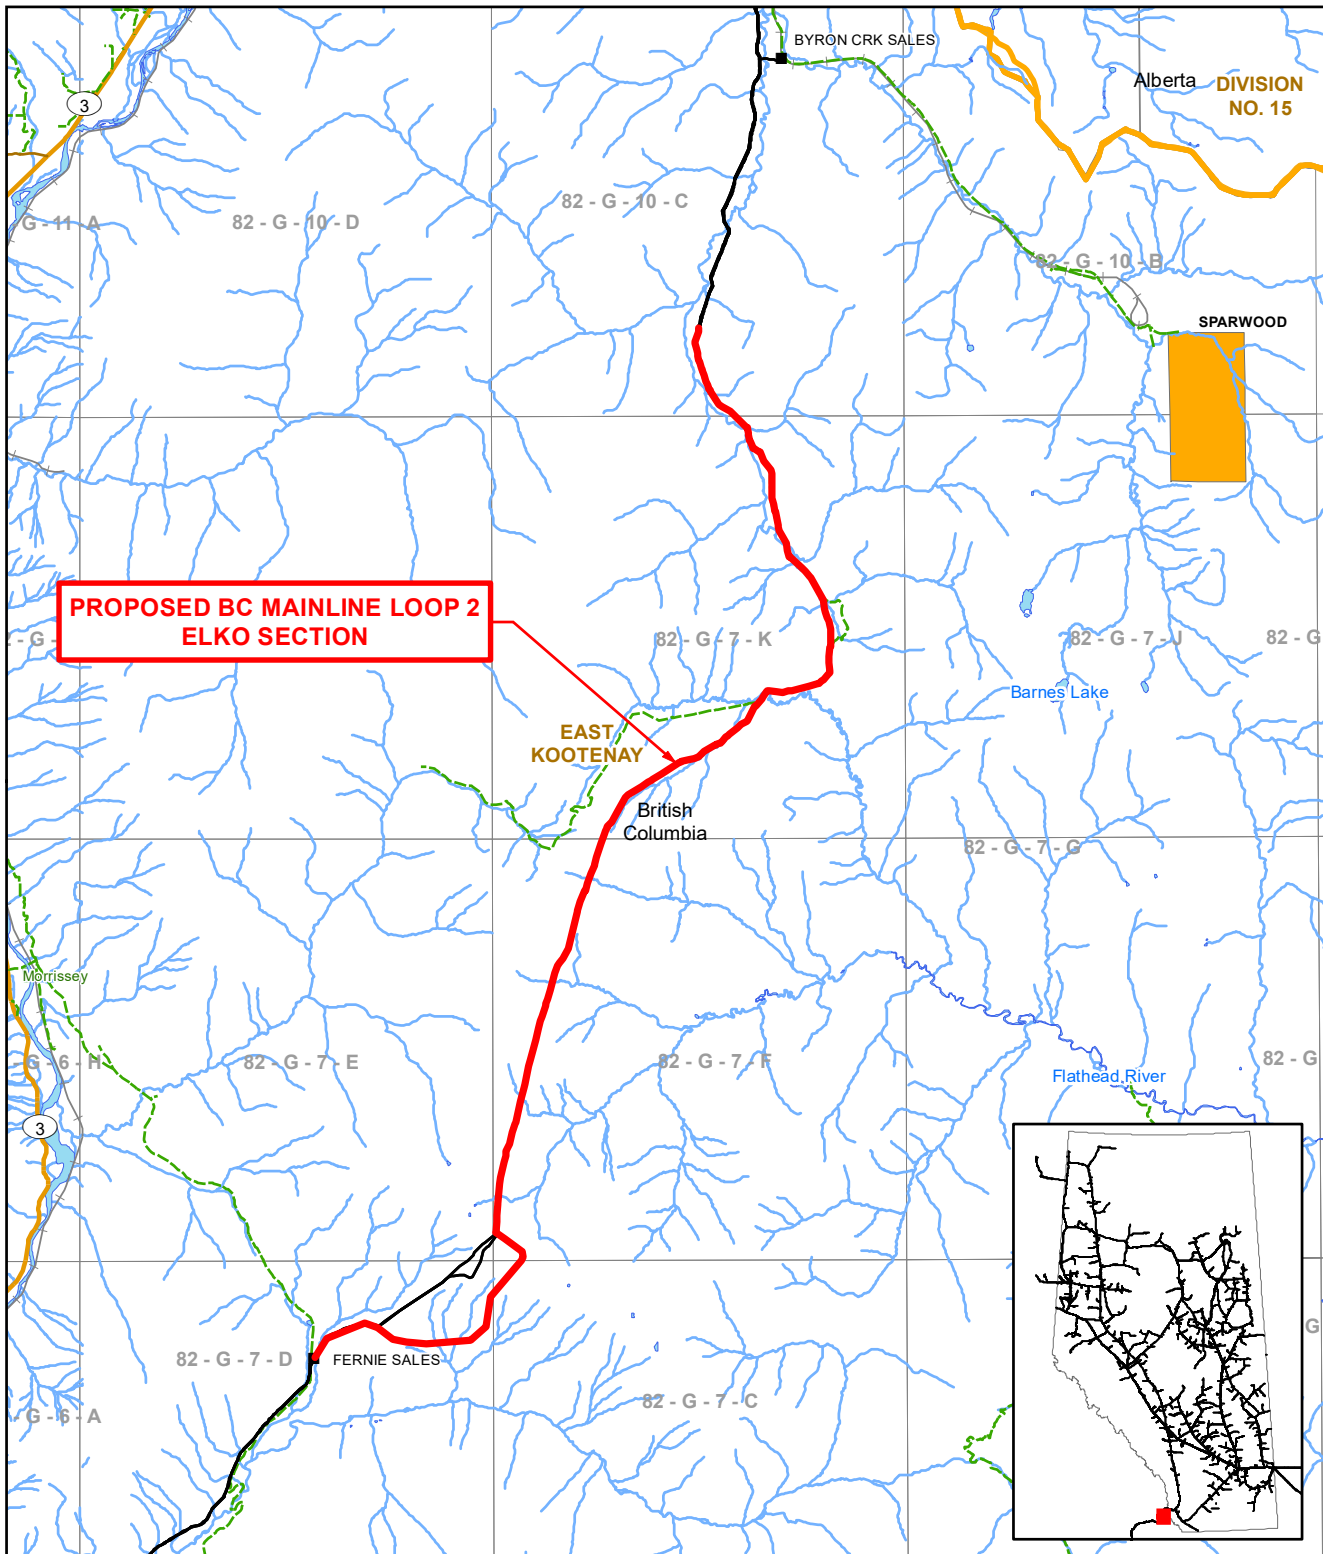 BYRON CRK SALES
Alberta
DIVISION
NO. 15
3
G - 11 A
82 - G - 10 - D
82 - G - 10 - C
82 - G - 10 - B
SPARWOOD
PROPOSED BC MAINLINE LOOP 2
ELKO SECTION
2 - G -
82 - G - 7 - K
82 - G - 7 - J
82 - G
Barnes Lake
EAST
KOOTENAY
British
Columbia
82 - G - 7 - G
Morrissey
- G - 6 - H
82 - G - 7 - E
82 - G - 7 - F
82 - G
Flathead River
3
G
82 - G - 7 - D
FERNIE SALES
82 - G - 7 - C
- G - 6 - A